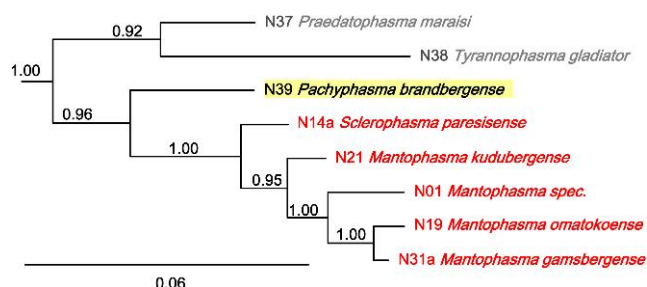 N37 Praedatophasma maraisi
0.92
N38 Tyrannophasma gladiator
1.00
N39 Pachyphasma brandbergense
0.96
N14a Sclerophasma paresisense
1.00
N21 Mantophasma kudubergense
0.95
N01 Mantophasma spec.
1.00
N19 Mantophasma omatokoense
1.00
N31a Mantophasma gamsbergense
0.06